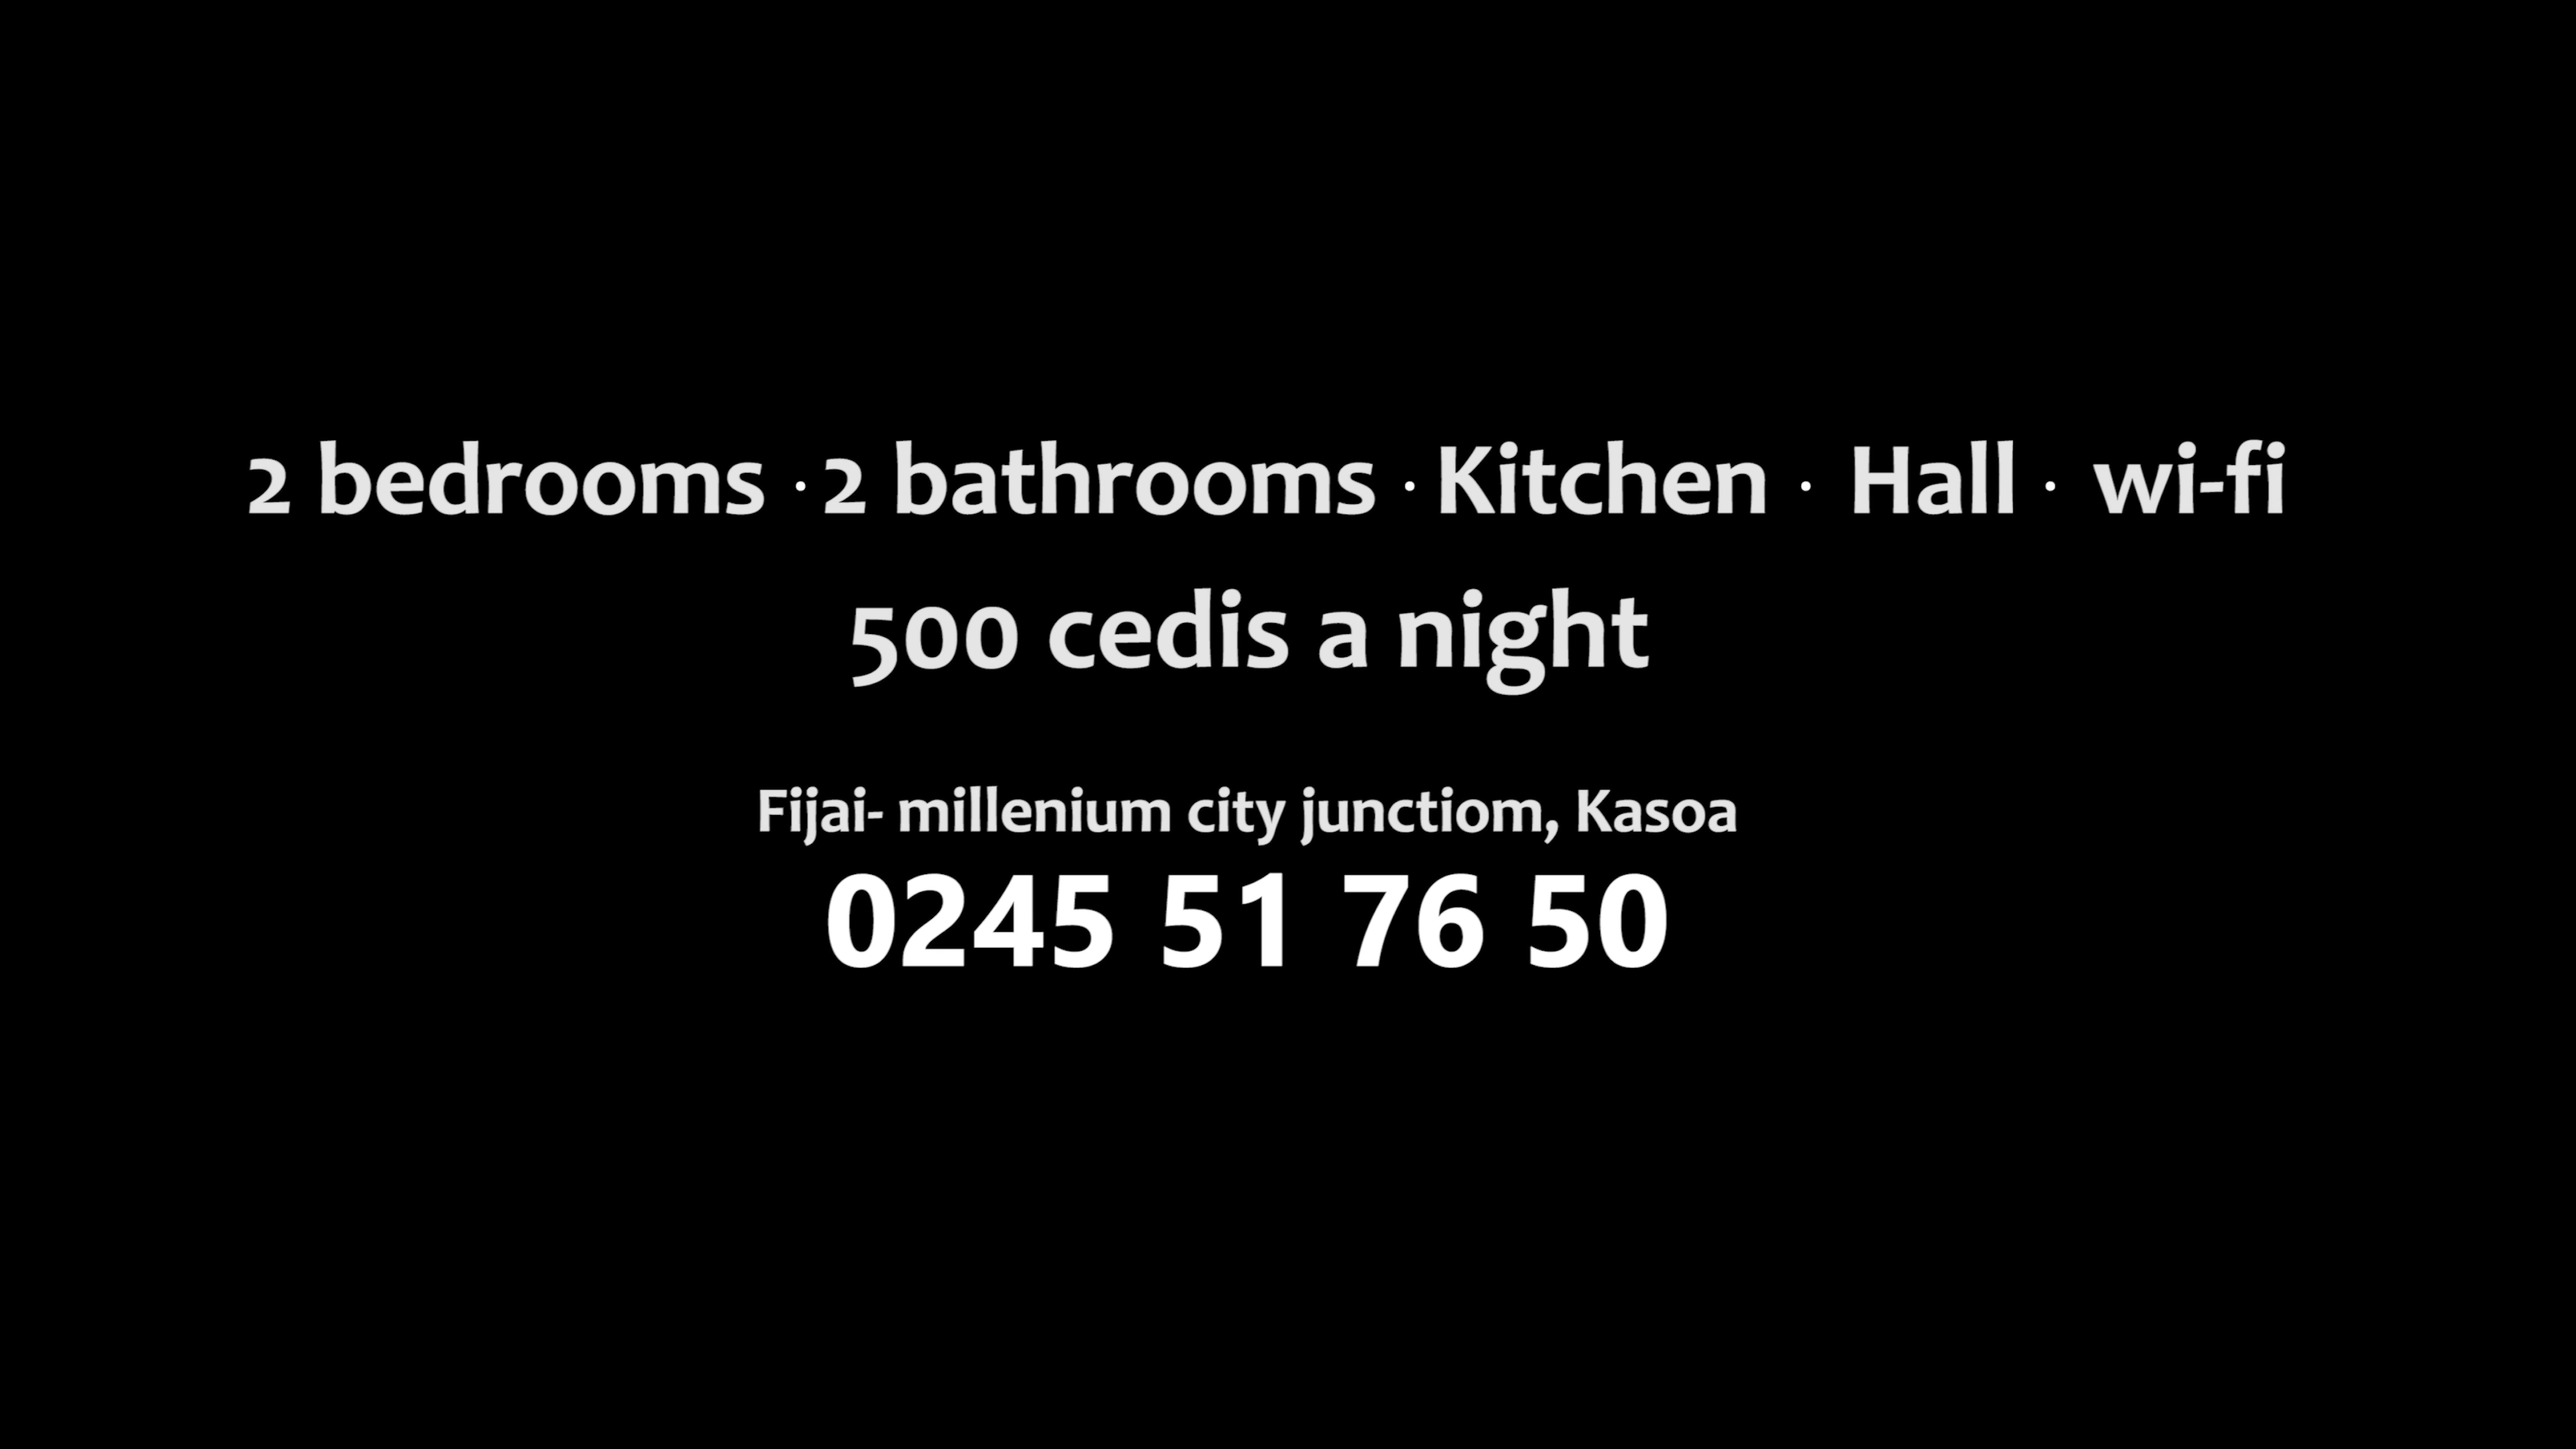 2 bedrooms · 2 bathrooms · Kitchen · Hall · wi-fi
500 cedis a night
Fijai- millenium city junctiom, Kasoa
0245 51 76 50